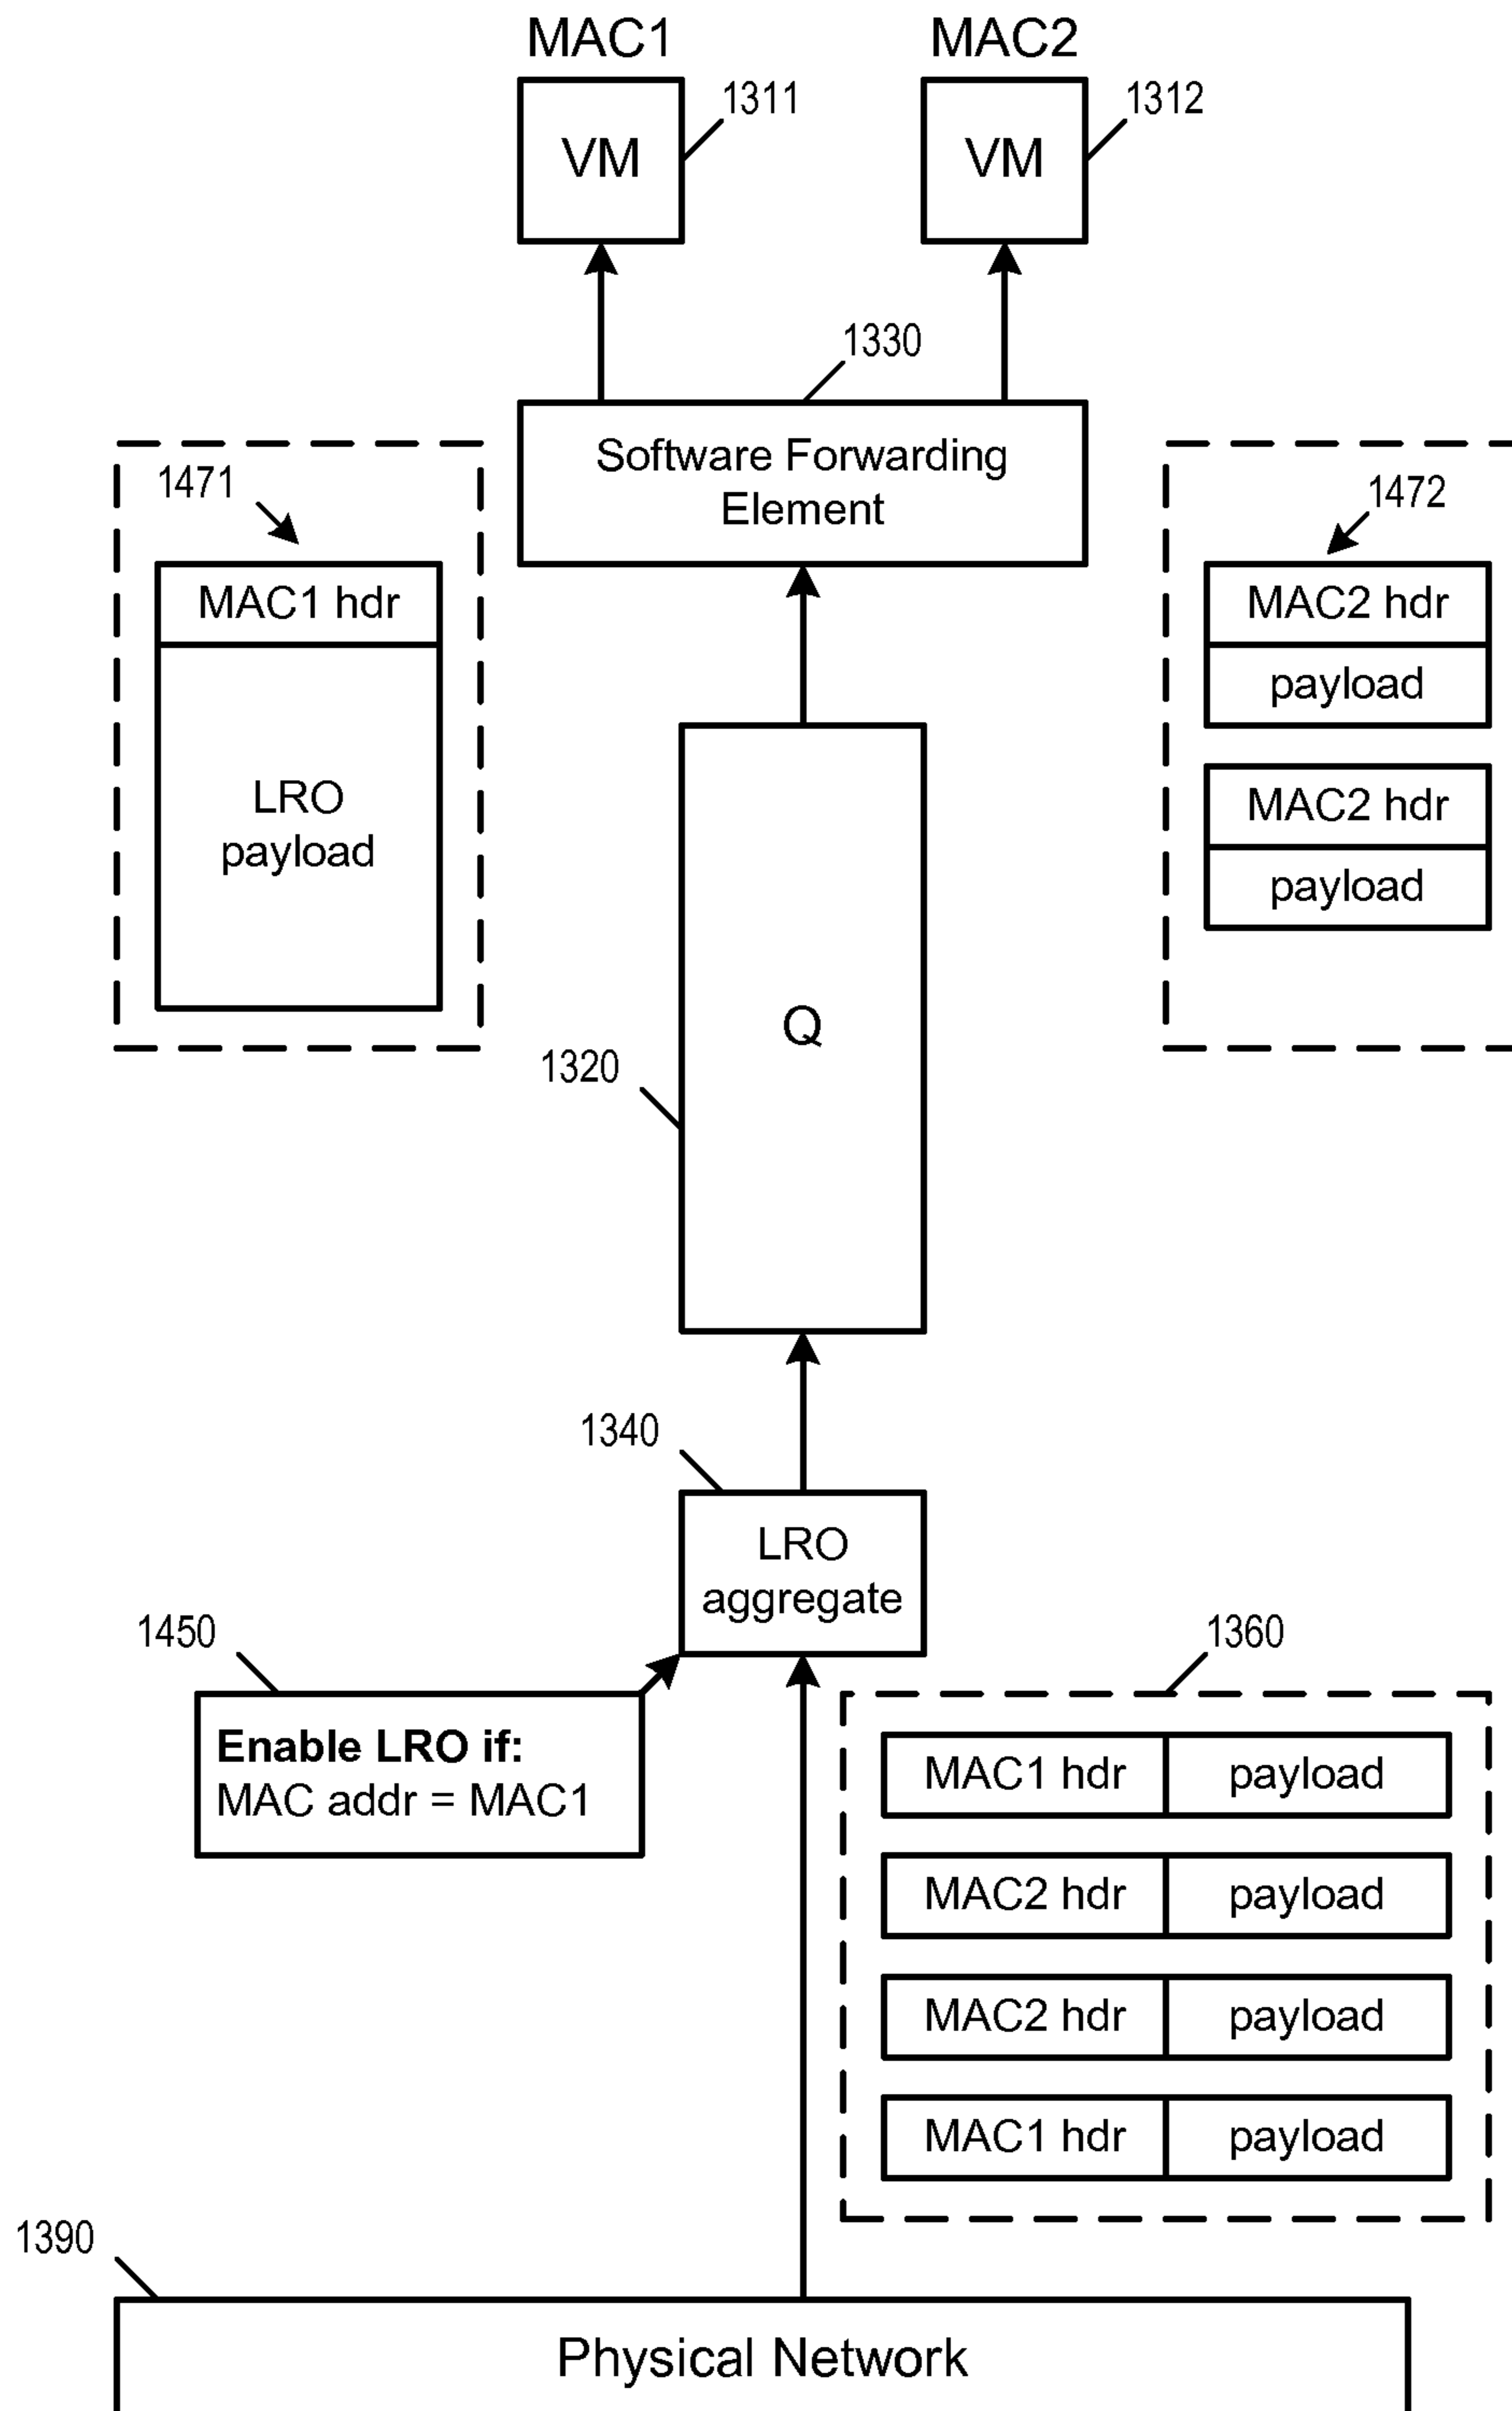 MAC1
MAC2
1311
1312
VM
VM
1330
Software Forwarding
Element
1471
1472
MAC1 hdr
LRO
payload
MAC2 hdr
payload
MAC2 hdr
payload
Q
1320
1340
LRO
aggregate
1450
Enable LRO if:
MAC addr = MAC1
1360
MAC1 hdr payload
MAC2 hdr payload
MAC2 hdr payload
MAC1 hdr payload
1390
Physical Network